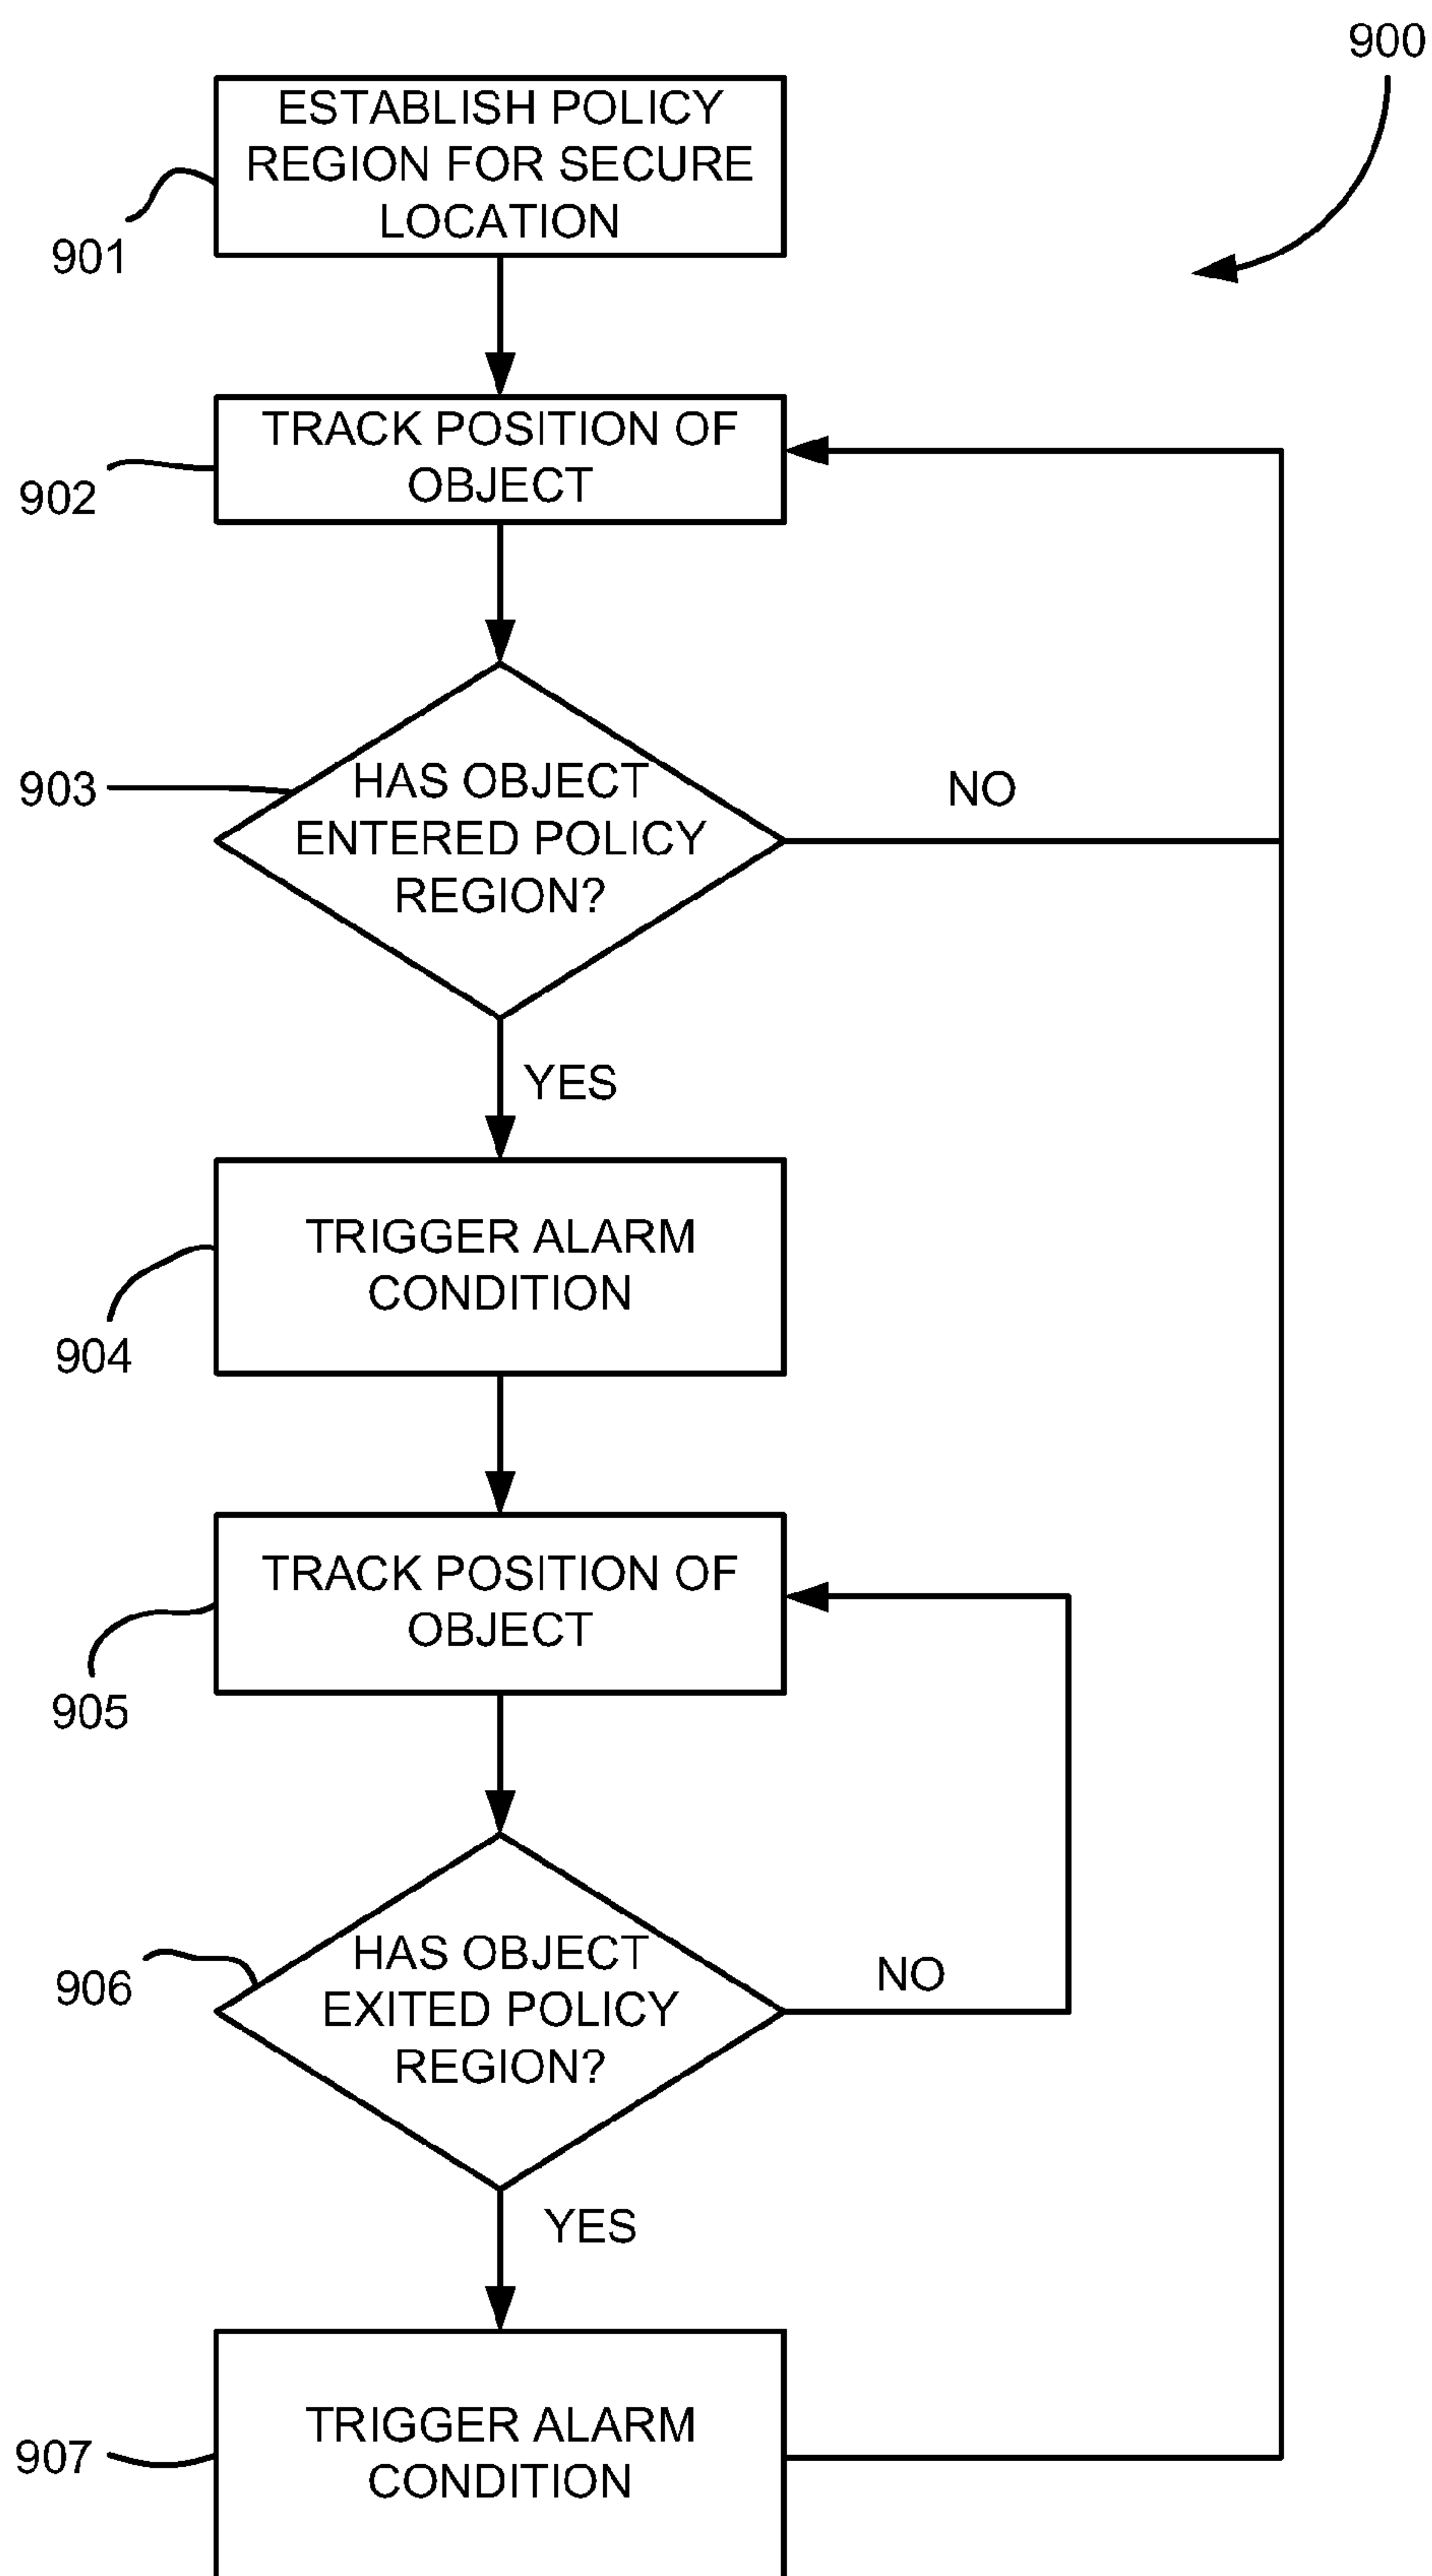 900
ESTABLISH POLICY
REGION FOR SECURE
LOCATION
901
TRACK POSITION OF
OBJECT
902
HAS OBJECT
ENTERED POLICY
REGION?
903
NO
YES
TRIGGER ALARM
CONDITION
904
TRACK POSITION OF
OBJECT
905
HAS OBJECT
EXITED POLICY
REGION?
906
NO
YES
TRIGGER ALARM
CONDITION
907